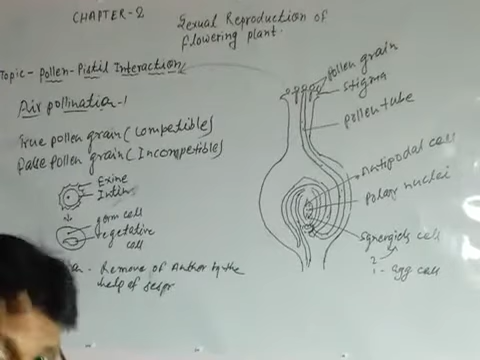 CHAPTER-2
Sexual Reproduction of
flowering plant.
Topic - Pollen-Pistil Interaction
pollination-1
True pollen grain (Competible)
False pollen grain (Incompetible)
Exine
Intine
germ cell
vegetative
cell
- Remove of Anther by the
help of
Pollen grain
Stigma
pollen tube
Antipodal cell
Polar nuclei
Synergids cell
2
1 - egg cell